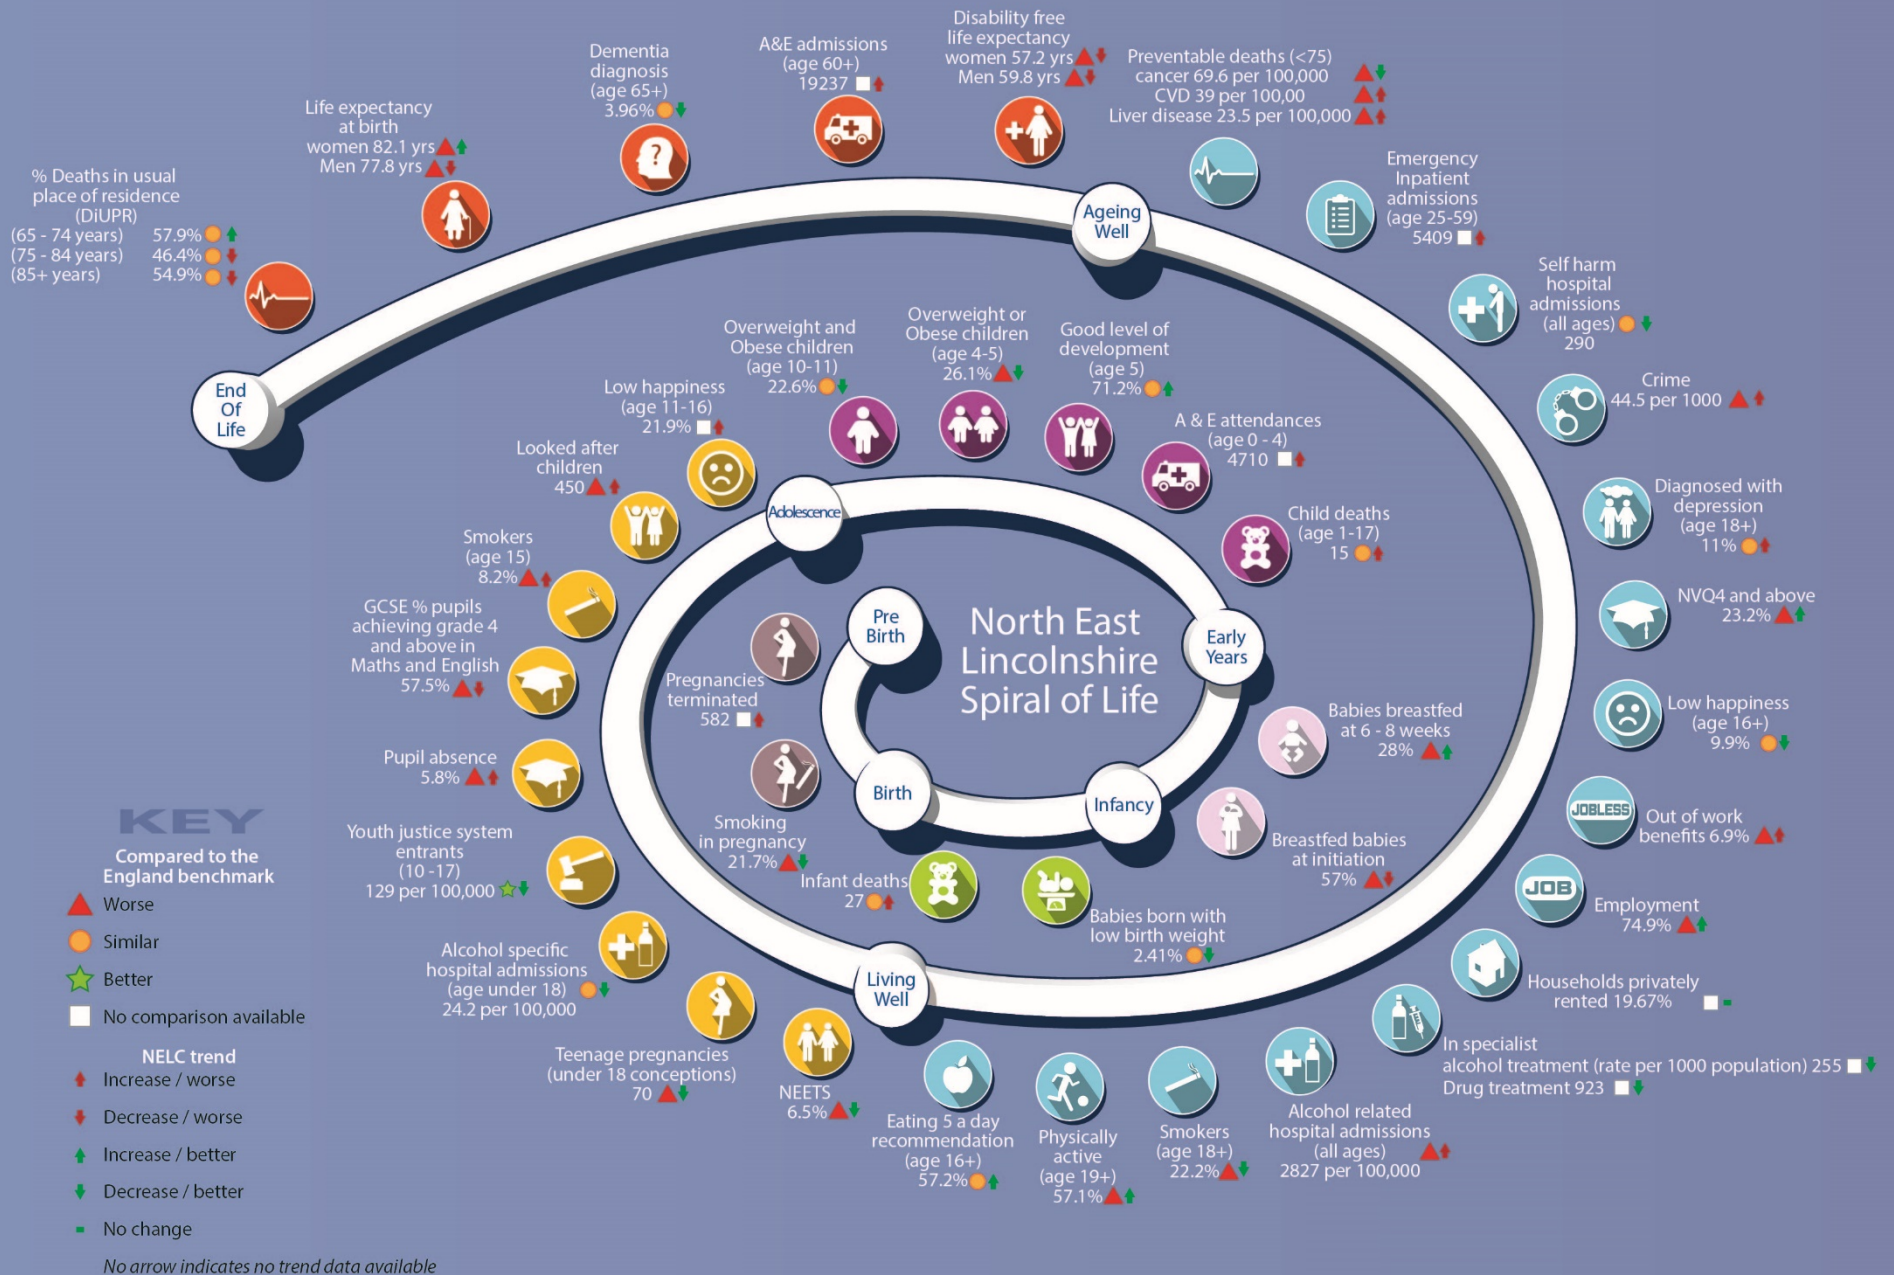 North East
Lincolnshire
Spiral of Life
Pre
Birth
Pregnancies
terminated
582
Smoking
in pregnancy
21.7%
Birth
Infant deaths
27
Babies born with
low birth weight
2.41%
Infancy
Breastfed babies
at initiation
57%
Babies breastfed
at 6 - 8 weeks
28%
Early
Years
Child deaths
(age 1-17)
15
A & E attendances
(age 0 - 4)
4710
Good level of
development
(age 5)
71.2%
Overweight or
Obese children
(age 4-5)
26.1%
Overweight and
Obese children
(age 10-11)
22.6%
Adolescence
Low happiness
(age 11-16)
21.9%
Looked after
children
450
Smokers
(age 15)
8.2%
GCSE % pupils
achieving grade 4
and above in
Maths and English
57.5%
Pupil absence
5.8%
Youth justice system
entrants
(10 -17)
129 per 100,000
Alcohol specific
hospital admissions
(age under 18)
24.2 per 100,000
Teenage pregnancies
(under 18 conceptions)
70
NEETS
6.5%
Living
Well
Eating 5 a day
recommendation
(age 16+)
57.2%
Physically
active
(age 19+)
57.1%
Smokers
(age 18+)
22.2%
Alcohol related
hospital admissions
(all ages)
2827 per 100,000
In specialist
alcohol treatment (rate per 1000 population) 255
Drug treatment 923
Households privately
rented 19.67%
JOB
Employment
74.9%
JOBLESS
Out of work
benefits 6.9%
Low happiness
(age 16+)
9.9%
NVQ4 and above
23.2%
Diagnosed with
depression
(age 18+)
11%
Crime
44.5 per 1000
Self harm
hospital
admissions
(all ages)
290
Emergency
Inpatient
admissions
(age 25-59)
5409
Preventable deaths (<75)
cancer 69.6 per 100,000
CVD 39 per 100,00
Liver disease 23.5 per 100,000
Ageing
Well
Disability free
life expectancy
women 57.2 yrs
Men 59.8 yrs
A&E admissions
(age 60+)
19237
Dementia
diagnosis
(age 65+)
3.96%
?
Life expectancy
at birth
women 82.1 yrs
Men 77.8 yrs
% Deaths in usual
place of residence
(DiUPR)
(65 - 74 years) 57.9%
(75 - 84 years) 46.4%
(85+ years) 54.9%
End
Of
Life
KEY
Compared to the
England benchmark
Worse
Similar
Better
No comparison available
NELC trend
Increase / worse
Decrease / worse
Increase / better
Decrease / better
No change
No arrow indicates no trend data available